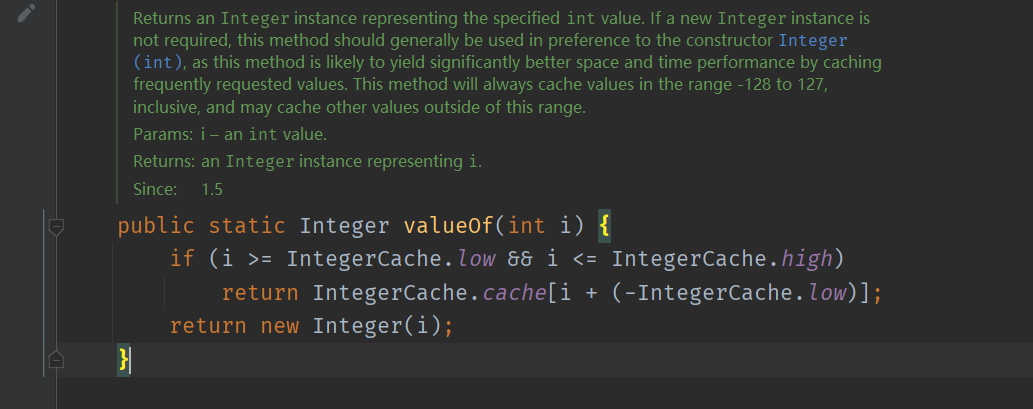 Returns an Integer instance representing the specified int value. If a new Integer instance is
not required, this method should generally be used in preference to the constructor Integer
(int), as this method is likely to yield significantly better space and time performance by caching
frequently requested values. This method will always cache values in the range -128 to 127,
inclusive, and may cache other values outside of this range.
Params: i – an int value.
Returns: an Integer instance representing i.
Since: 1.5
public static Integer valueOf(int i) {
if (i >= IntegerCache.low && i <= IntegerCache.high)
return IntegerCache.cache[i + (-IntegerCache.low)];
return new Integer(i);
}